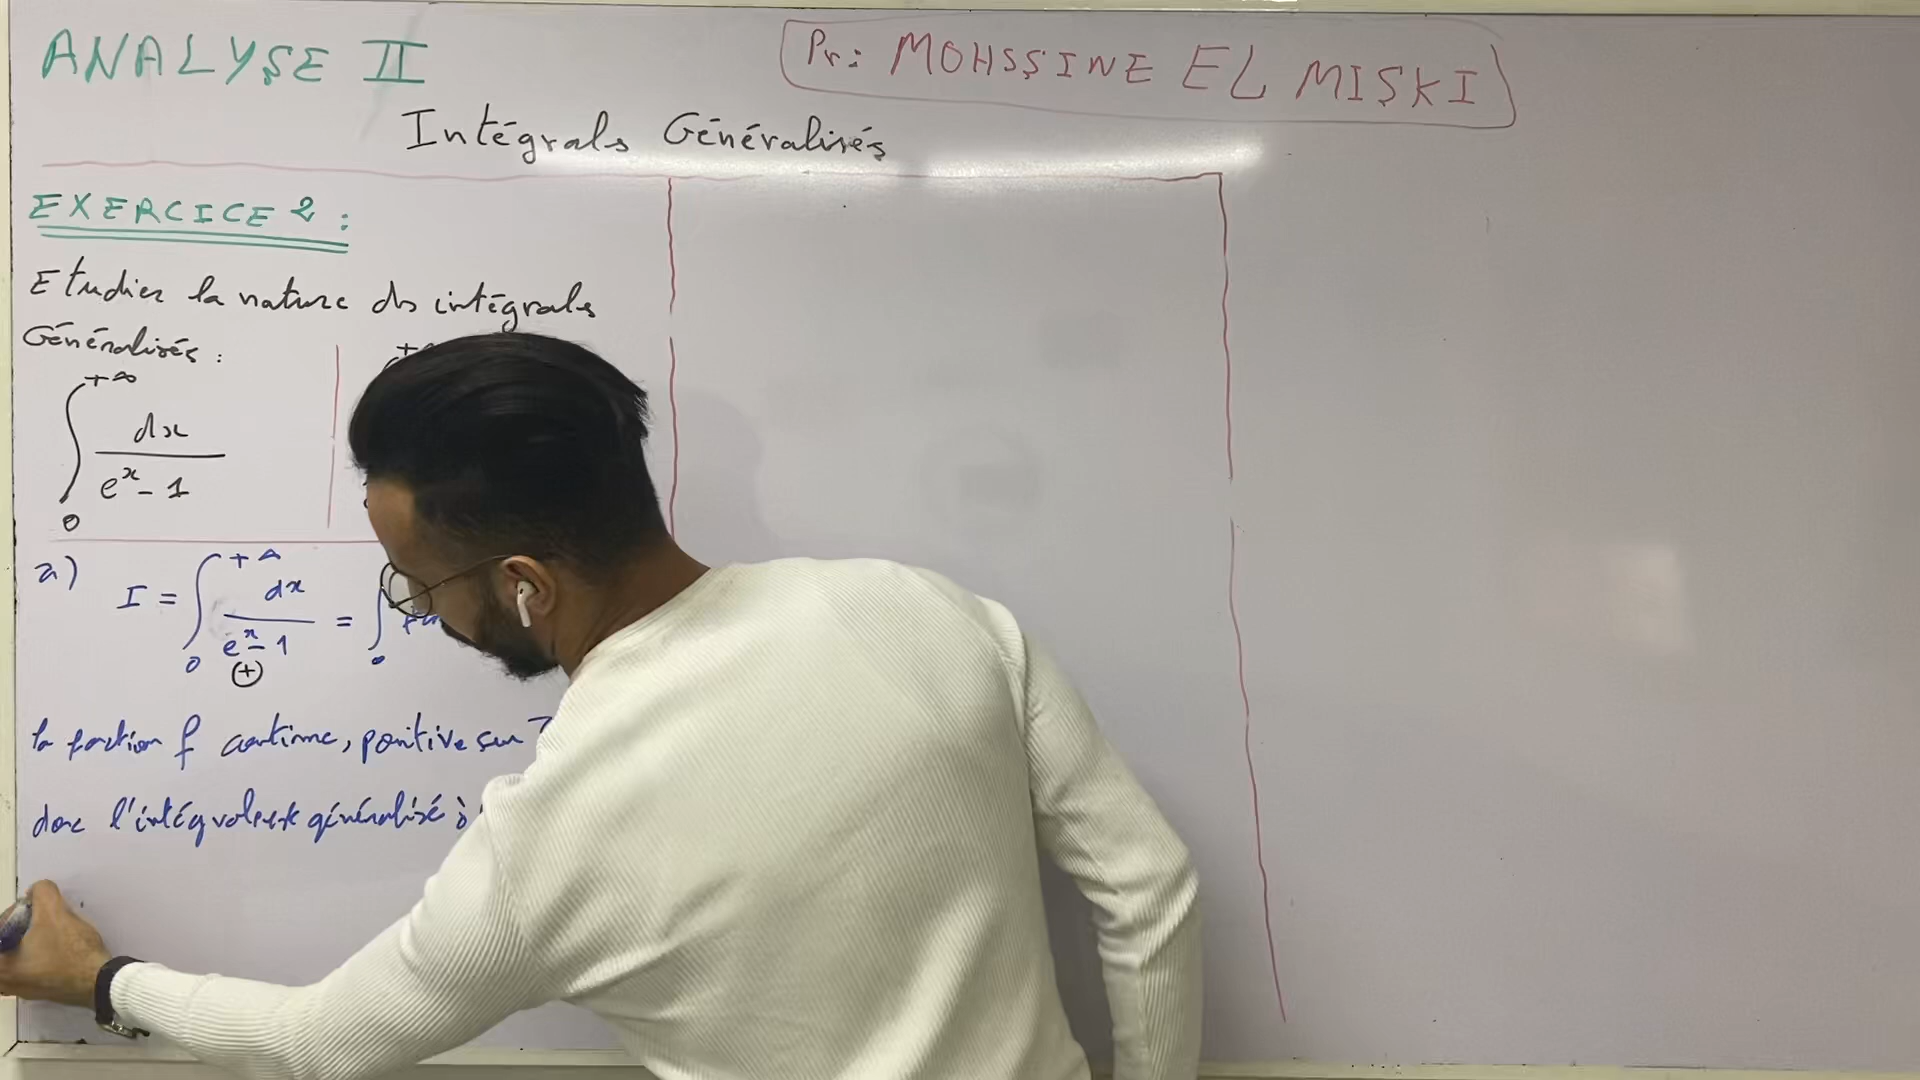 ANALYSE II
Pr: MOHSSINE EL MISKI
Intégrals Généralisés
EXERCICE 2:
Etudier la nature des intégrals
Généralisés :
∫₀^{+∞} dx / (e^x - 1)
a) I = ∫₀^{+∞} dx / (e^x - 1) = ∫₀
(+)
la fonction f continue, positive sur ]
donc l'intégrale est généralisé à